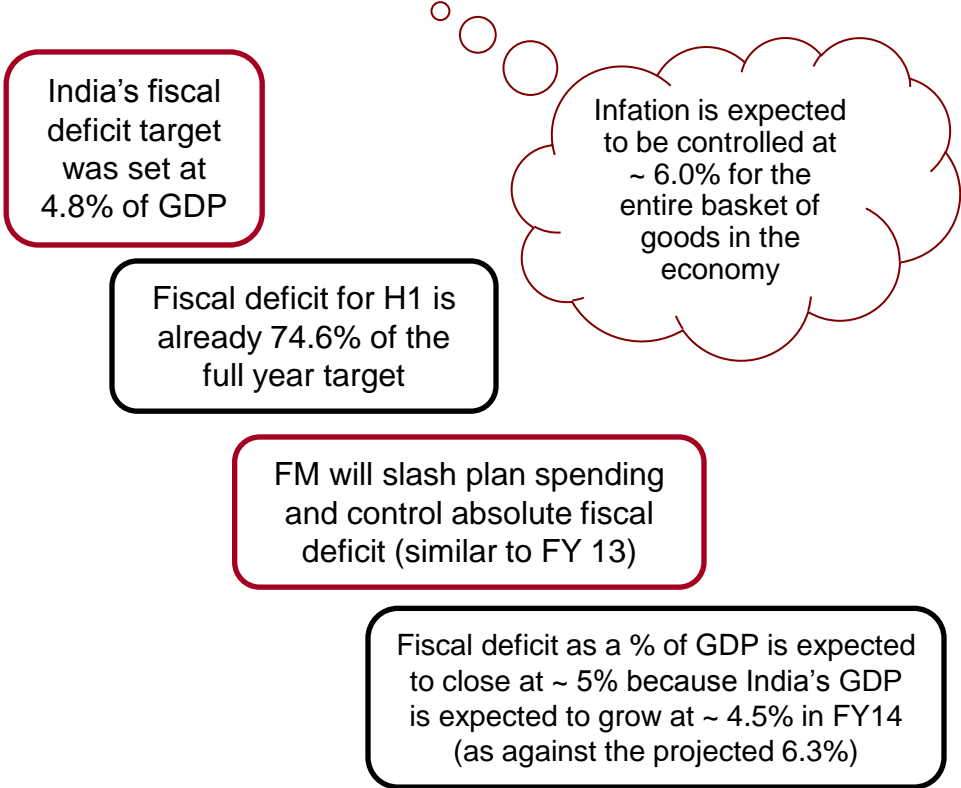 India’s fiscal
deficit target
was set at
4.8% of GDP
Infation is expected
to be controlled at
~ 6.0% for the
entire basket of
goods in the
economy
Fiscal deficit for H1 is
already 74.6% of the
full year target
FM will slash plan spending
and control absolute fiscal
deficit (similar to FY 13)
Fiscal deficit as a % of GDP is expected
to close at ~ 5% because India’s GDP
is expected to grow at ~ 4.5% in FY14
(as against the projected 6.3%)